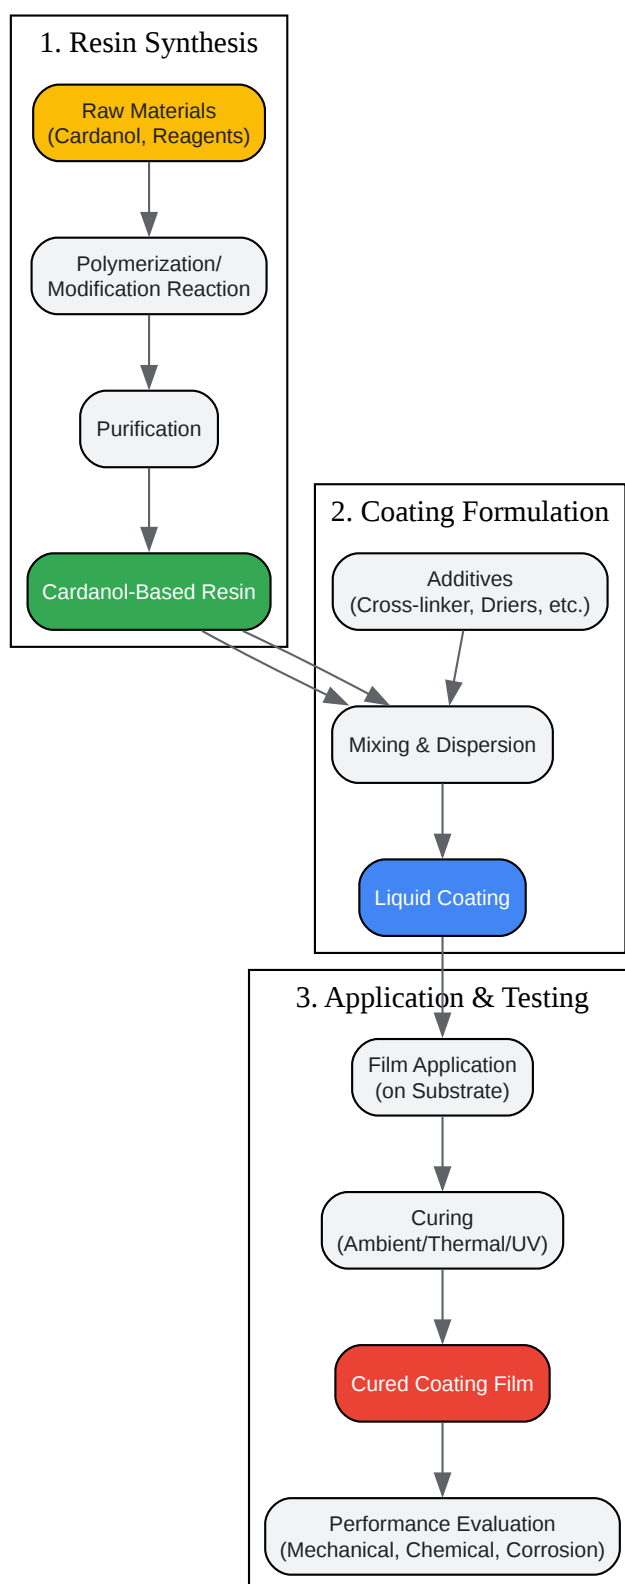 1. Resin Synthesis
Raw Materials
(Cardanol, Reagents)
Polymerization/
Modification Reaction
Purification
Cardanol-Based Resin
2. Coating Formulation
Additives
(Cross-linker, Driers, etc.)
Mixing & Dispersion
Liquid Coating
3. Application & Testing
Film Application
(on Substrate)
Curing
(Ambient/Thermal/UV)
Cured Coating Film
Performance Evaluation
(Mechanical, Chemical, Corrosion)